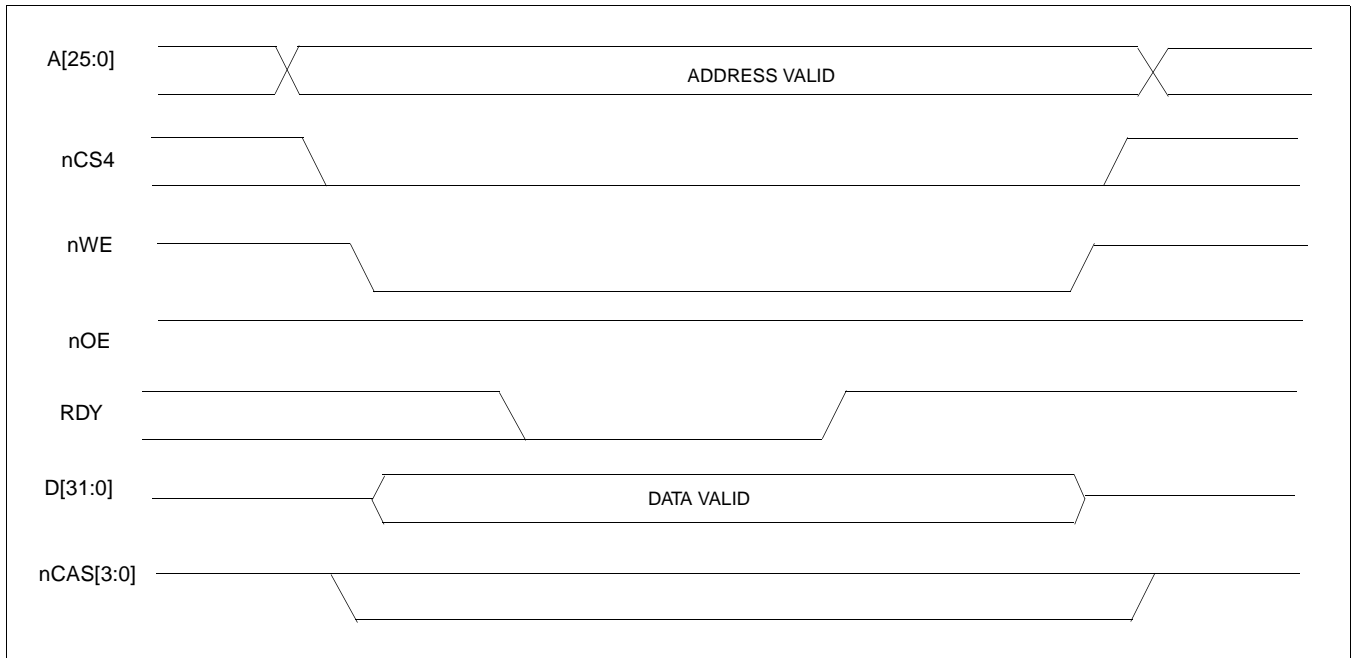 A[25:0]
ADDRESS VALID
nCS4
nWE
nOE
RDY
D[31:0]
DATA VALID
nCAS[3:0]